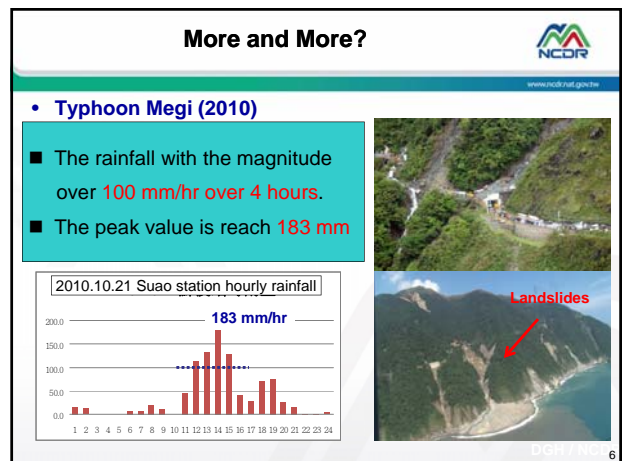 More and More?
NCDR
www.ncdr.nat.gov.tw
• Typhoon Megi (2010)
■ The rainfall with the magnitude
over 100 mm/hr over 4 hours.
■ The peak value is reach 183 mm
2010.10.21 Suao station hourly rainfall
183 mm/hr
200.0
150.0
100.0
50.0
0.0
1 2 3 4 5 6 7 8 9 10 11 12 13 14 15 16 17 18 19 20 21 22 23 24
Landslides
DGH / NCD
6